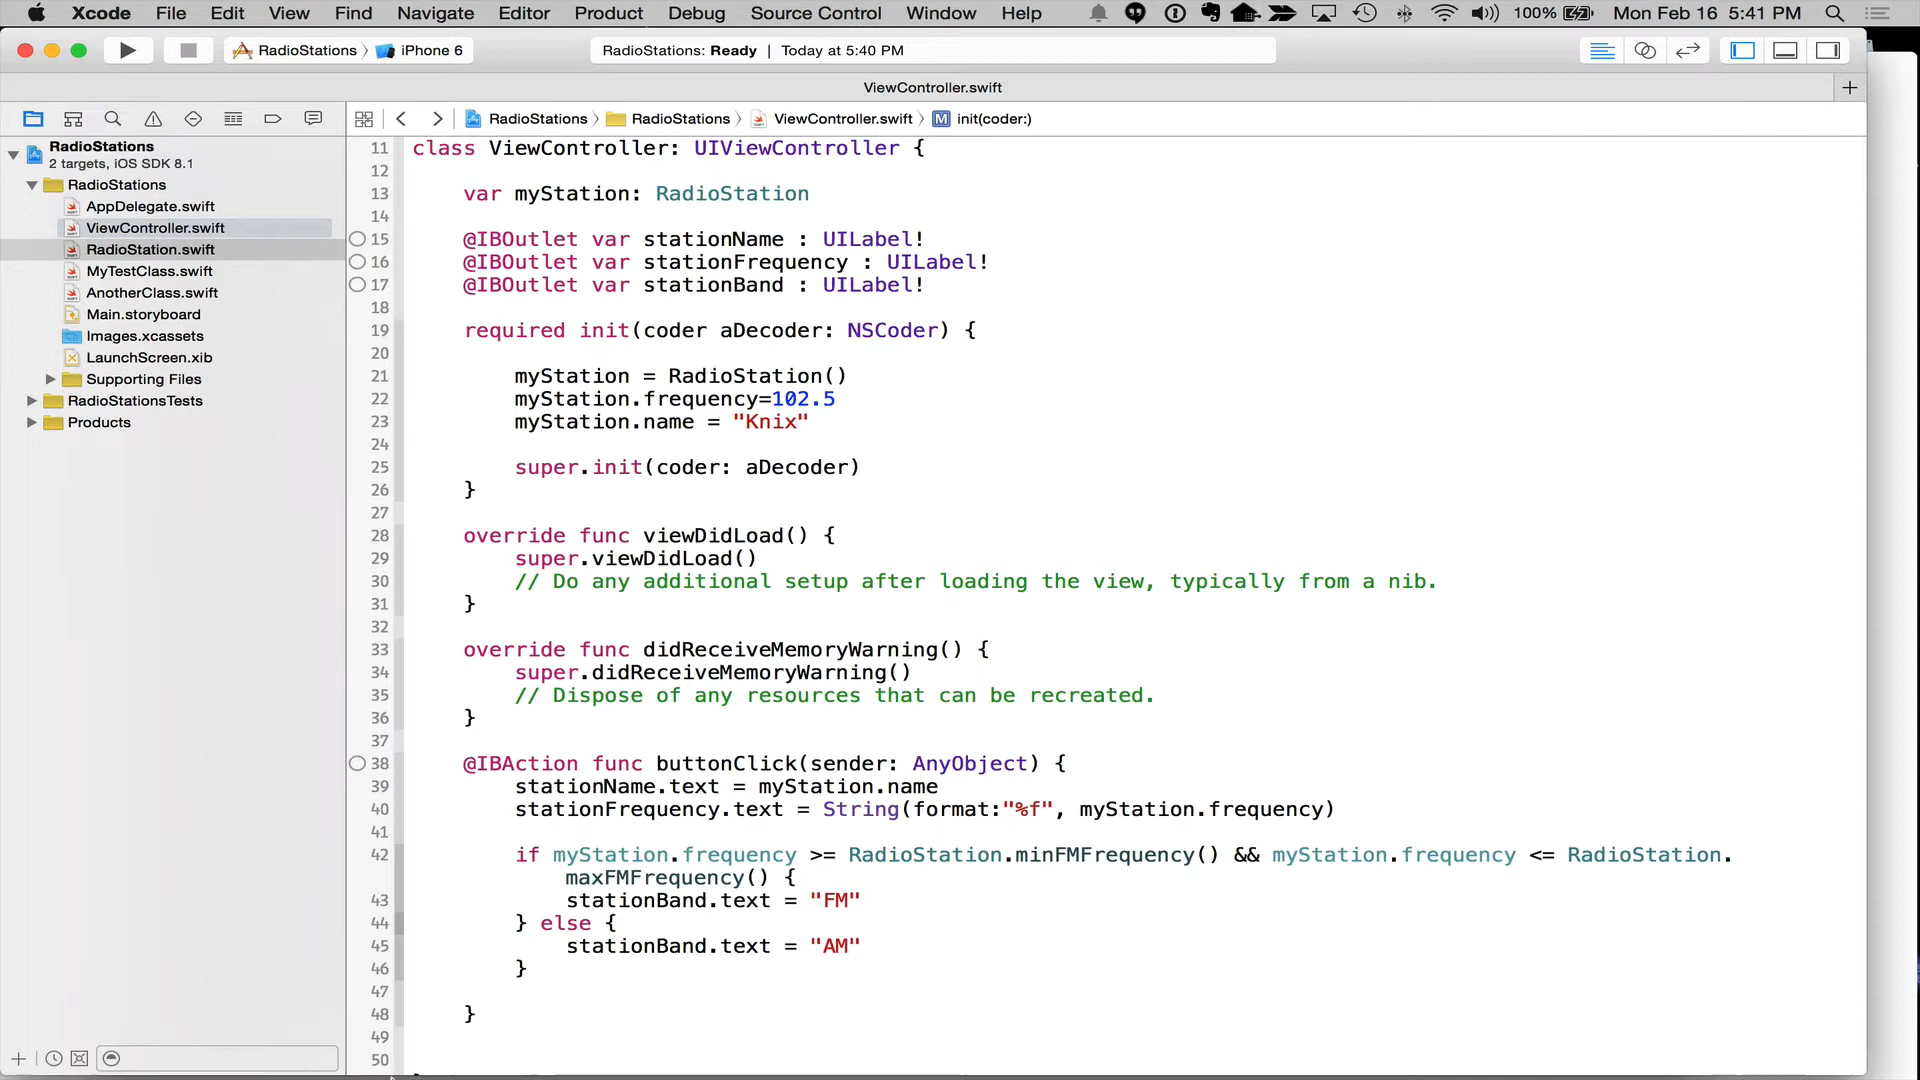 Xcode File Edit View Find Navigate Editor Product Debug Source Control Window Help 100% Mon Feb 16 5:41 PM
RadioStations iPhone 6 RadioStations: Ready | Today at 5:40 PM
ViewController.swift
RadioStations RadioStations ViewController.swift M init(coder:)
RadioStations
2 targets, iOS SDK 8.1
RadioStations
AppDelegate.swift
ViewController.swift
RadioStation.swift
MyTestClass.swift
AnotherClass.swift
Main.storyboard
Images.xcassets
LaunchScreen.xib
Supporting Files
RadioStationsTests
Products
11 class ViewController: UIViewController {
12
13 var myStation: RadioStation
14
15 @IBOutlet var stationName : UILabel!
16 @IBOutlet var stationFrequency : UILabel!
17 @IBOutlet var stationBand : UILabel!
18
19 required init(coder aDecoder: NSCoder) {
20
21 myStation = RadioStation()
22 myStation.frequency=102.5
23 myStation.name = "Knix"
24
25 super.init(coder: aDecoder)
26 }
27
28 override func viewDidLoad() {
29 super.viewDidLoad()
30 // Do any additional setup after loading the view, typically from a nib.
31 }
32
33 override func didReceiveMemoryWarning() {
34 super.didReceiveMemoryWarning()
35 // Dispose of any resources that can be recreated.
36 }
37
38 @IBAction func buttonClick(sender: AnyObject) {
39 stationName.text = myStation.name
40 stationFrequency.text = String(format:"%f", myStation.frequency)
41
42 if myStation.frequency >= RadioStation.minFMFrequency() && myStation.frequency <= RadioStation.
maxFMFrequency() {
43 stationBand.text = "FM"
44 } else {
45 stationBand.text = "AM"
46 }
47
48 }
49
50